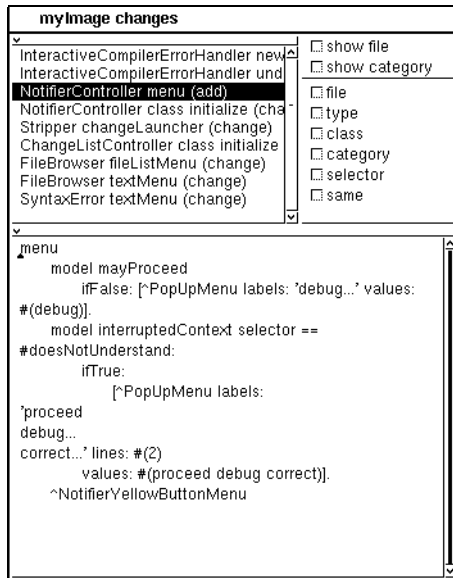 myImage changes
InteractiveCompilerErrorHandler new
InteractiveCompilerErrorHandler und
NotifierController menu (add)
NotifierController class initialize (cha
Stripper changeLauncher (change)
ChangeListController class initialize
FileBrowser fileListMenu (change)
FileBrowser textMenu (change)
SyntaxError textMenu (change)
show file
show category
file
type
class
category
selector
same
menu
model mayProceed
ifFalse: [^PopUpMenu labels: 'debug...' values:
#(debug)].
model interruptedContext selector ==
#doesNotUnderstand:
ifTrue:
[^PopUpMenu labels:
'proceed
debug...
correct...' lines: #(2)
values: #(proceed debug correct)].
^NotifierYellowButtonMenu